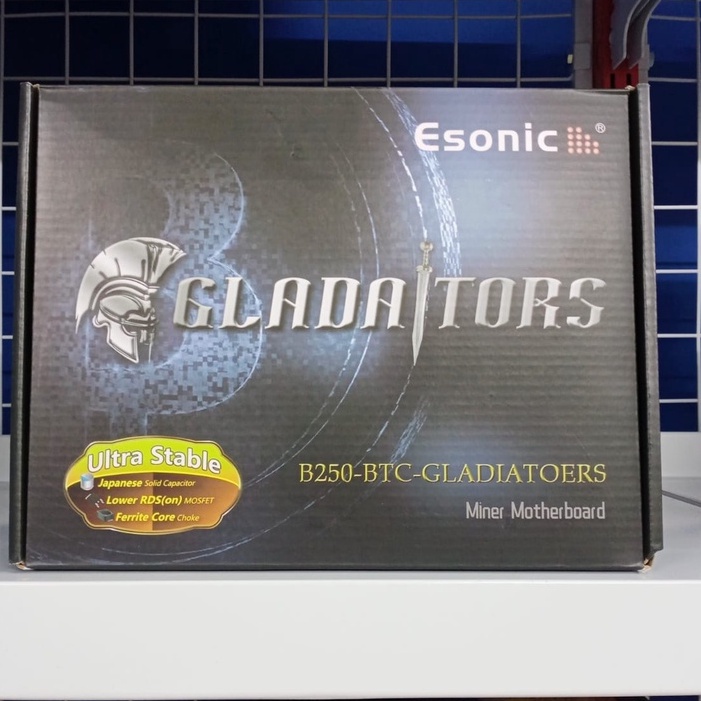 Esonic®
GLADAITORS
Ultra Stable
Japanese Solid Capacitor
Lower RDS(on) MOSFET
Ferrite Core Choke
B250-BTC-GLADIATOERS
Miner Motherboard